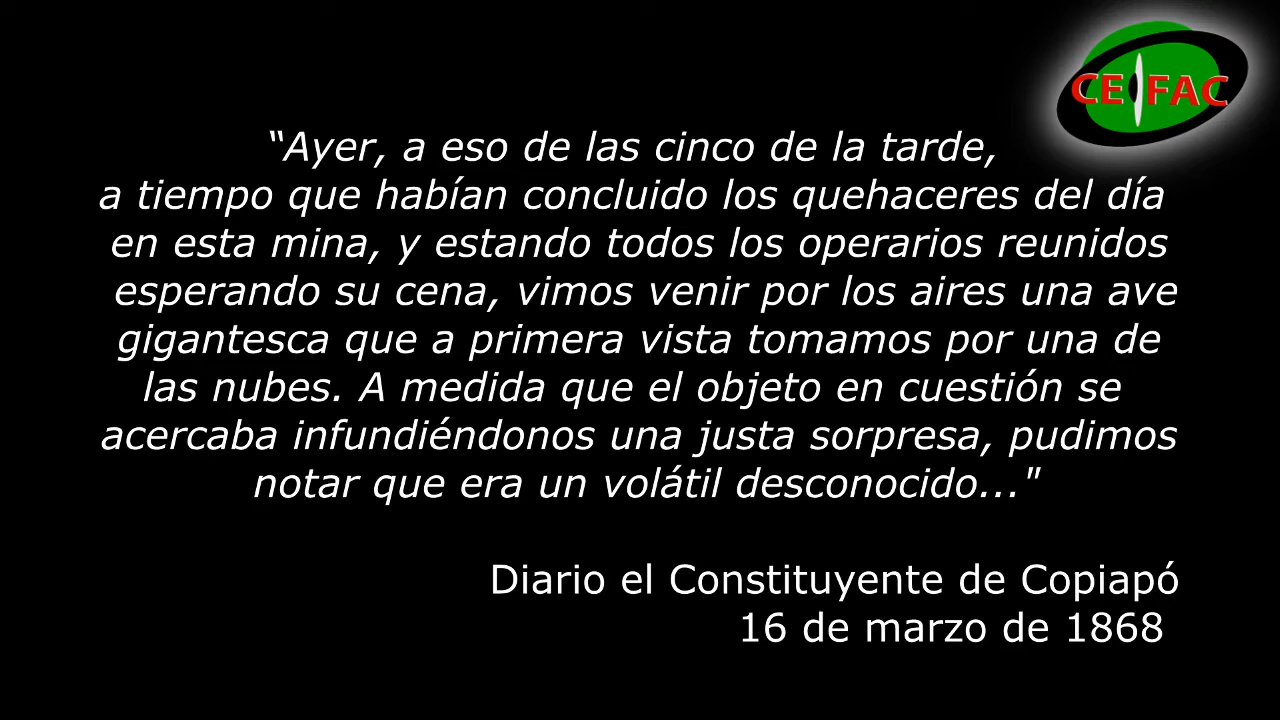 CEIFAC
“Ayer, a eso de las cinco de la tarde,
a tiempo que habían concluido los quehaceres del día
en esta mina, y estando todos los operarios reunidos
esperando su cena, vimos venir por los aires una ave
gigantesca que a primera vista tomamos por una de
las nubes. A medida que el objeto en cuestión se
acercaba infundiéndonos una justa sorpresa, pudimos
notar que era un volátil desconocido..."
Diario el Constituyente de Copiapó
16 de marzo de 1868